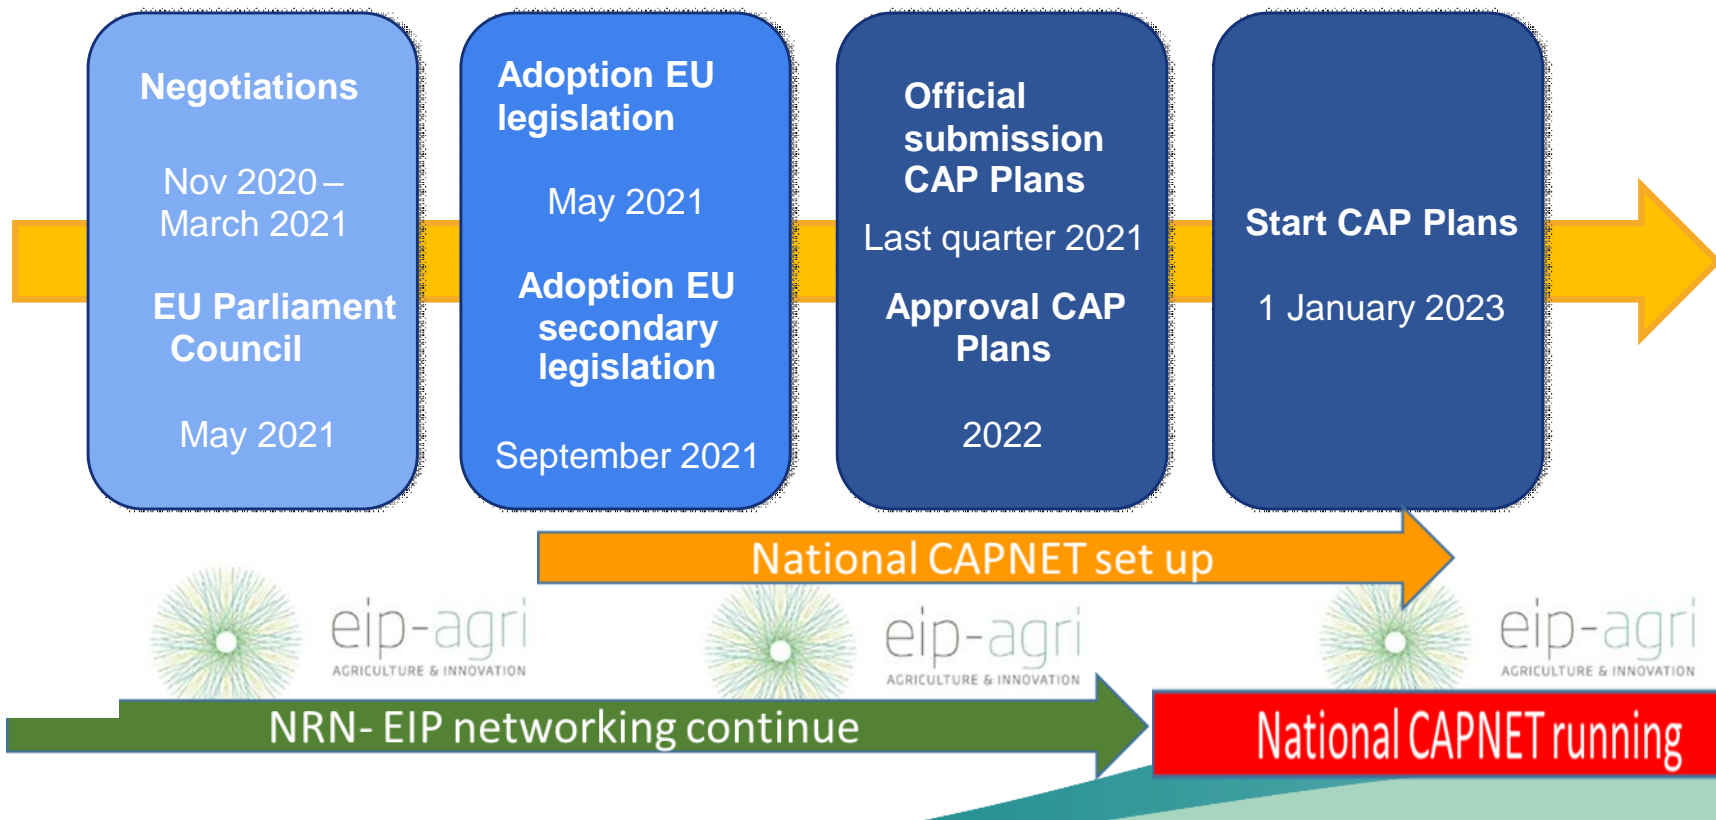 Negotiations
Nov 2020 –
March 2021
EU Parliament
Council
May 2021
Adoption EU
legislation
May 2021
Adoption EU
secondary
legislation
September 2021
Official
submission
CAP Plans
Last quarter 2021
Approval CAP
Plans
2022
Start CAP Plans
1 January 2023
National CAPNET set up
eip-agri
AGRICULTURE & INNOVATION
eip-agri
AGRICULTURE & INNOVATION
eip-agri
AGRICULTURE & INNOVATION
NRN- EIP networking continue
National CAPNET running